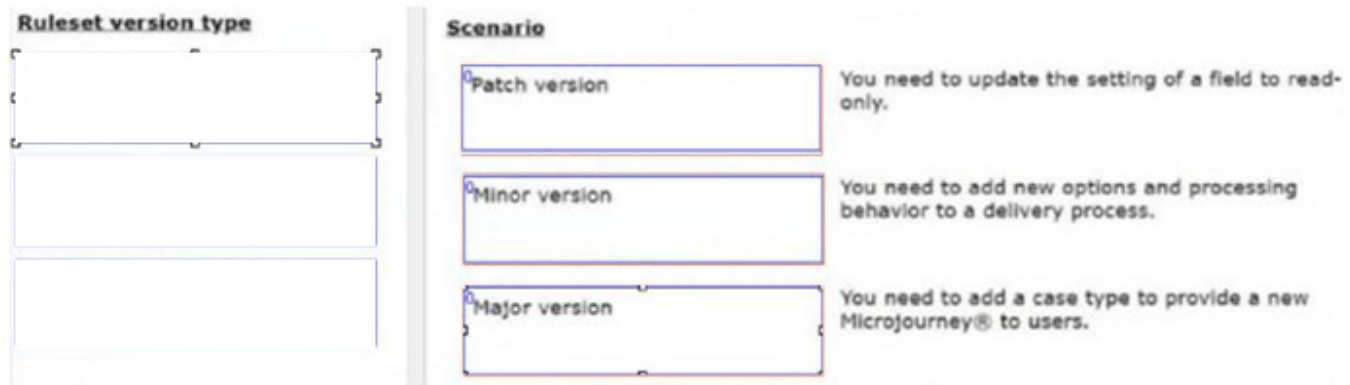 Ruleset version type
Scenario
Patch version
You need to update the setting of a field to read-
only.
Minor version
You need to add new options and processing
behavior to a delivery process.
Major version
You need to add a case type to provide a new
Microjourney® to users.